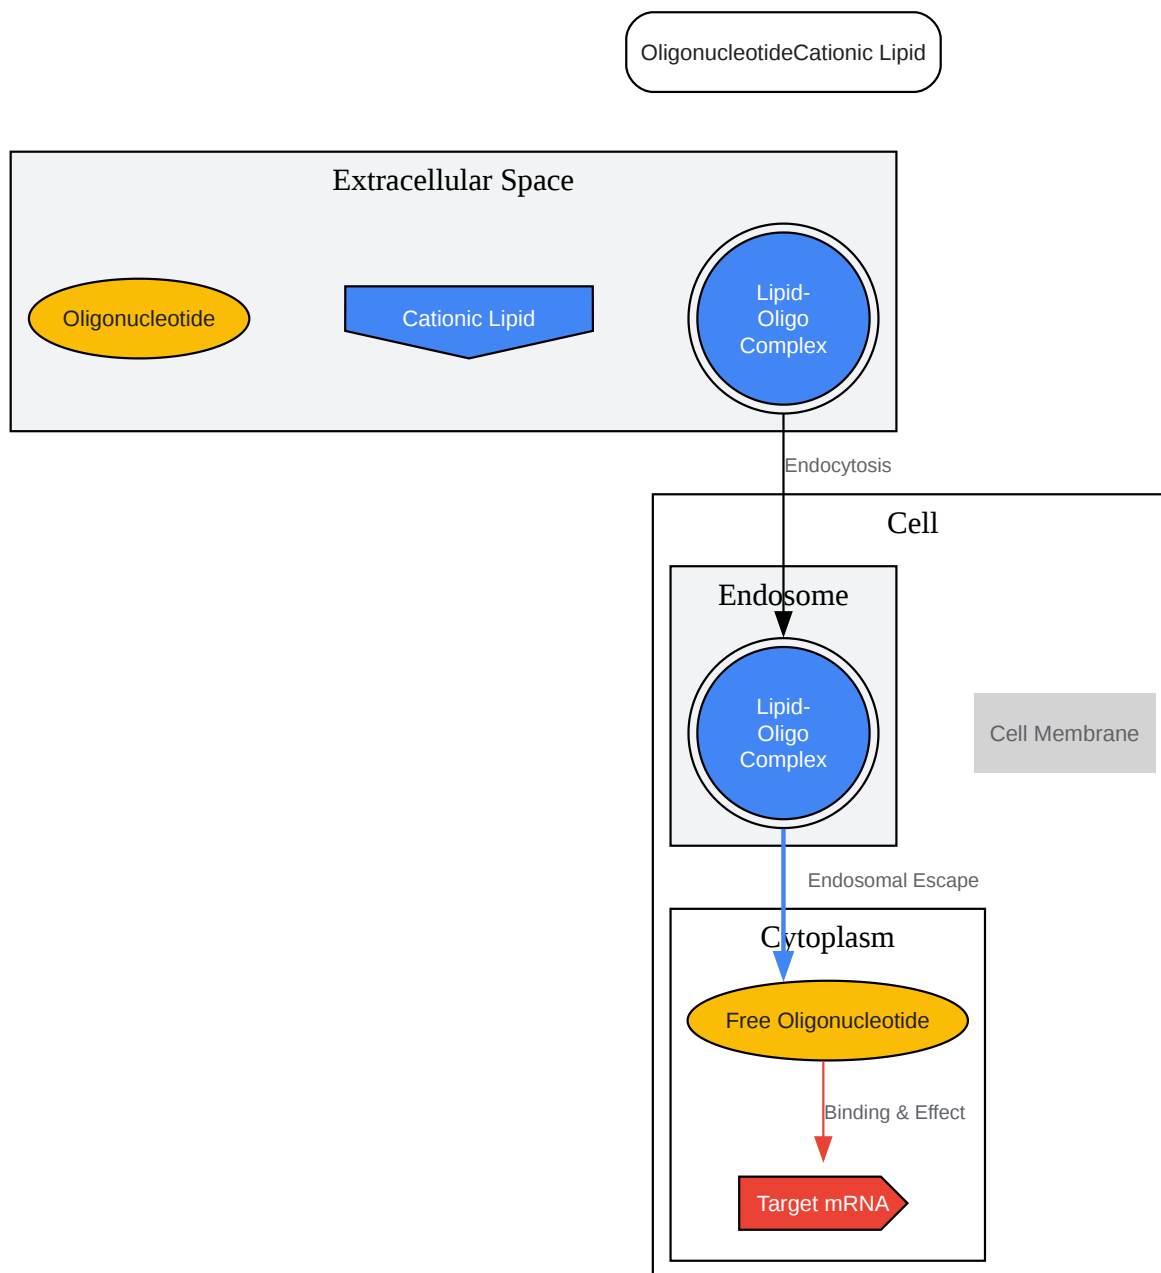 OligonucleotideCationic Lipid
Extracellular Space
Oligonucleotide
Cationic Lipid
Lipid-
Oligo
Complex
Endocytosis
Cell
Endosome
Lipid-
Oligo
Complex
Cell Membrane
Endosomal Escape
Cytoplasm
Free Oligonucleotide
Binding & Effect
Target mRNA